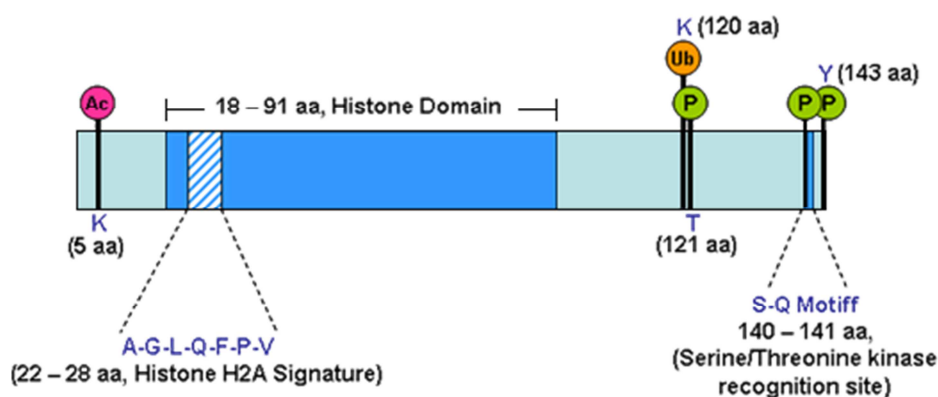 K (120 aa)
Ub
Y (143 aa)
Ac
18 – 91 aa, Histone Domain
P
P P
K
(5 aa)
T
(121 aa)
A-G-L-Q-F-P-V
(22 – 28 aa, Histone H2A Signature)
S-Q Motiff
140 – 141 aa,
(Serine/Threonine kinase
recognition site)